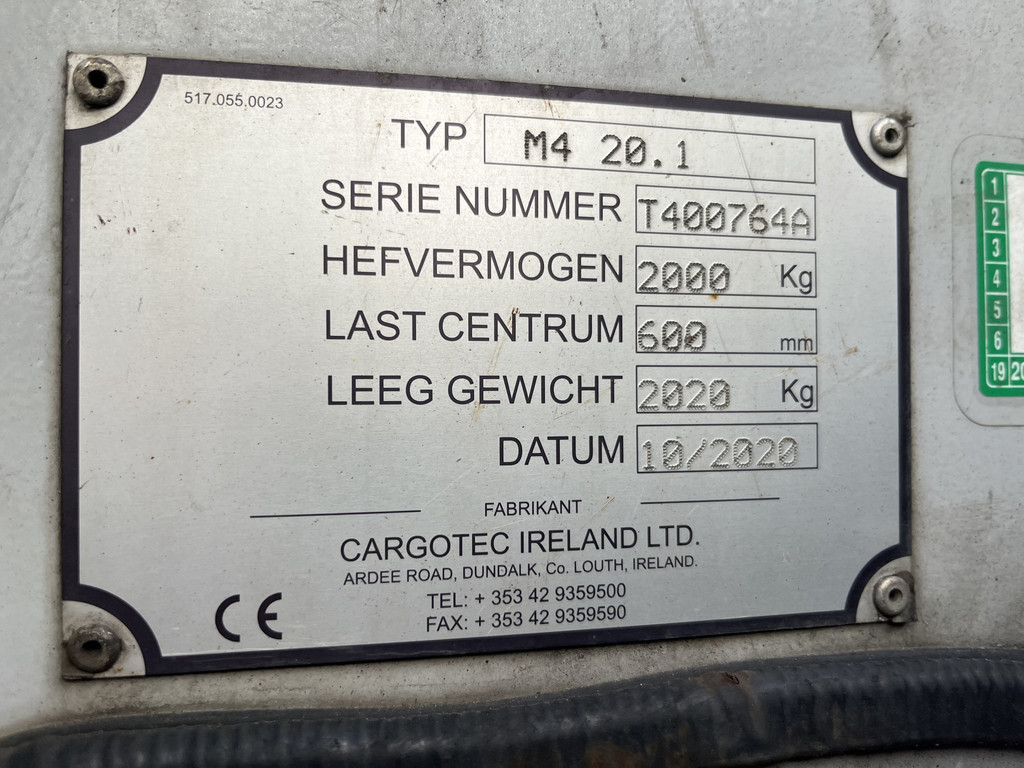 517.055.0023
TYP M4 20.1
SERIE NUMMER T400764A
HEFVERMOGEN 2000 Kg
LAST CENTRUM 600 mm
LEEG GEWICHT 2020 Kg
DATUM 10/2020
FABRIKANT
CARGOTEC IRELAND LTD.
ARDEE ROAD, DUNDALK, Co. LOUTH, IRELAND.
TEL: + 353 42 9359500
FAX: + 353 42 9359590
CE
1
2
3
4
5
6
19 20